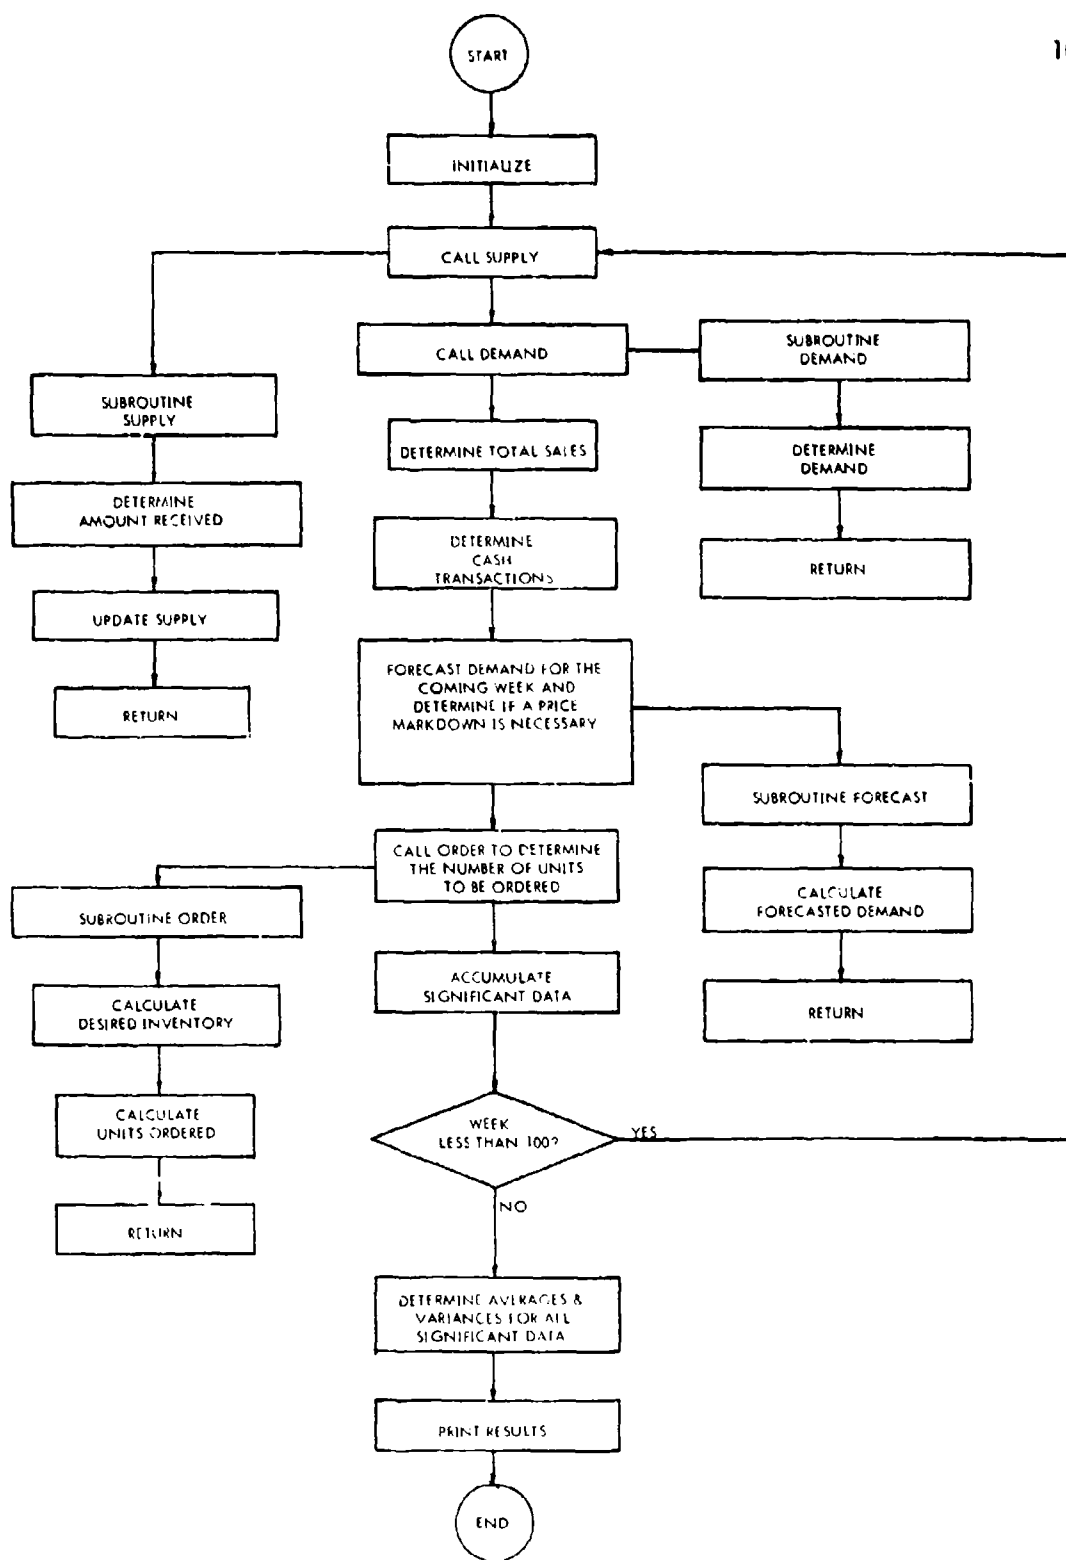 START
INITIALIZE
CALL SUPPLY
CALL DEMAND
SUBROUTINE
DEMAND
SUBROUTINE
SUPPLY
DETERMINE TOTAL SALES
DETERMINE
DEMAND
DETERMINE
AMOUNT RECEIVED
DETERMINE
CASH
TRANSACTIONS
RETURN
UPDATE SUPPLY
FORECAST DEMAND FOR THE
COMING WEEK AND
DETERMINE IF A PRICE
MARKDOWN IS NECESSARY
RETURN
SUBROUTINE FORECAST
CALL ORDER TO DETERMINE
THE NUMBER OF UNITS
TO BE ORDERED
CALCULATE
FORECASTED DEMAND
SUBROUTINE ORDER
ACCUMULATE
SIGNIFICANT DATA
RETURN
CALCULATE
DESIRED INVENTORY
CALCULATE
UNITS ORDERED
WEEK
LESS THAN 100?
YES
NO
RETURN
DETERMINE AVERAGES &
VARIANCES FOR ALL
SIGNIFICANT DATA
PRINT RESULTS
END